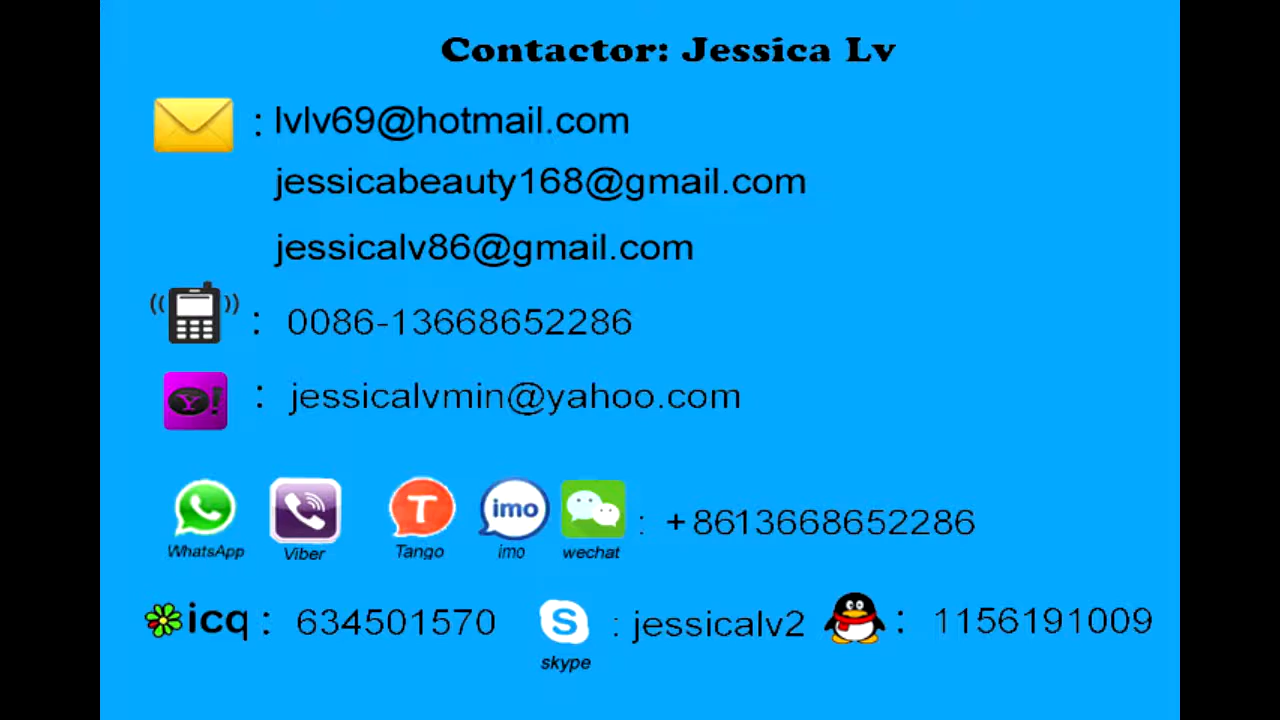 Contactor: Jessica Lv
: lvlv69@hotmail.com
jessicabeauty168@gmail.com
jessicalv86@gmail.com
: 0086-13668652286
Y! : jessicalvmin@yahoo.com
T imo : +8613668652286
WhatsApp Viber Tango imo wechat
icq : 634501570 S : jessicalv2 : 1156191009
skype